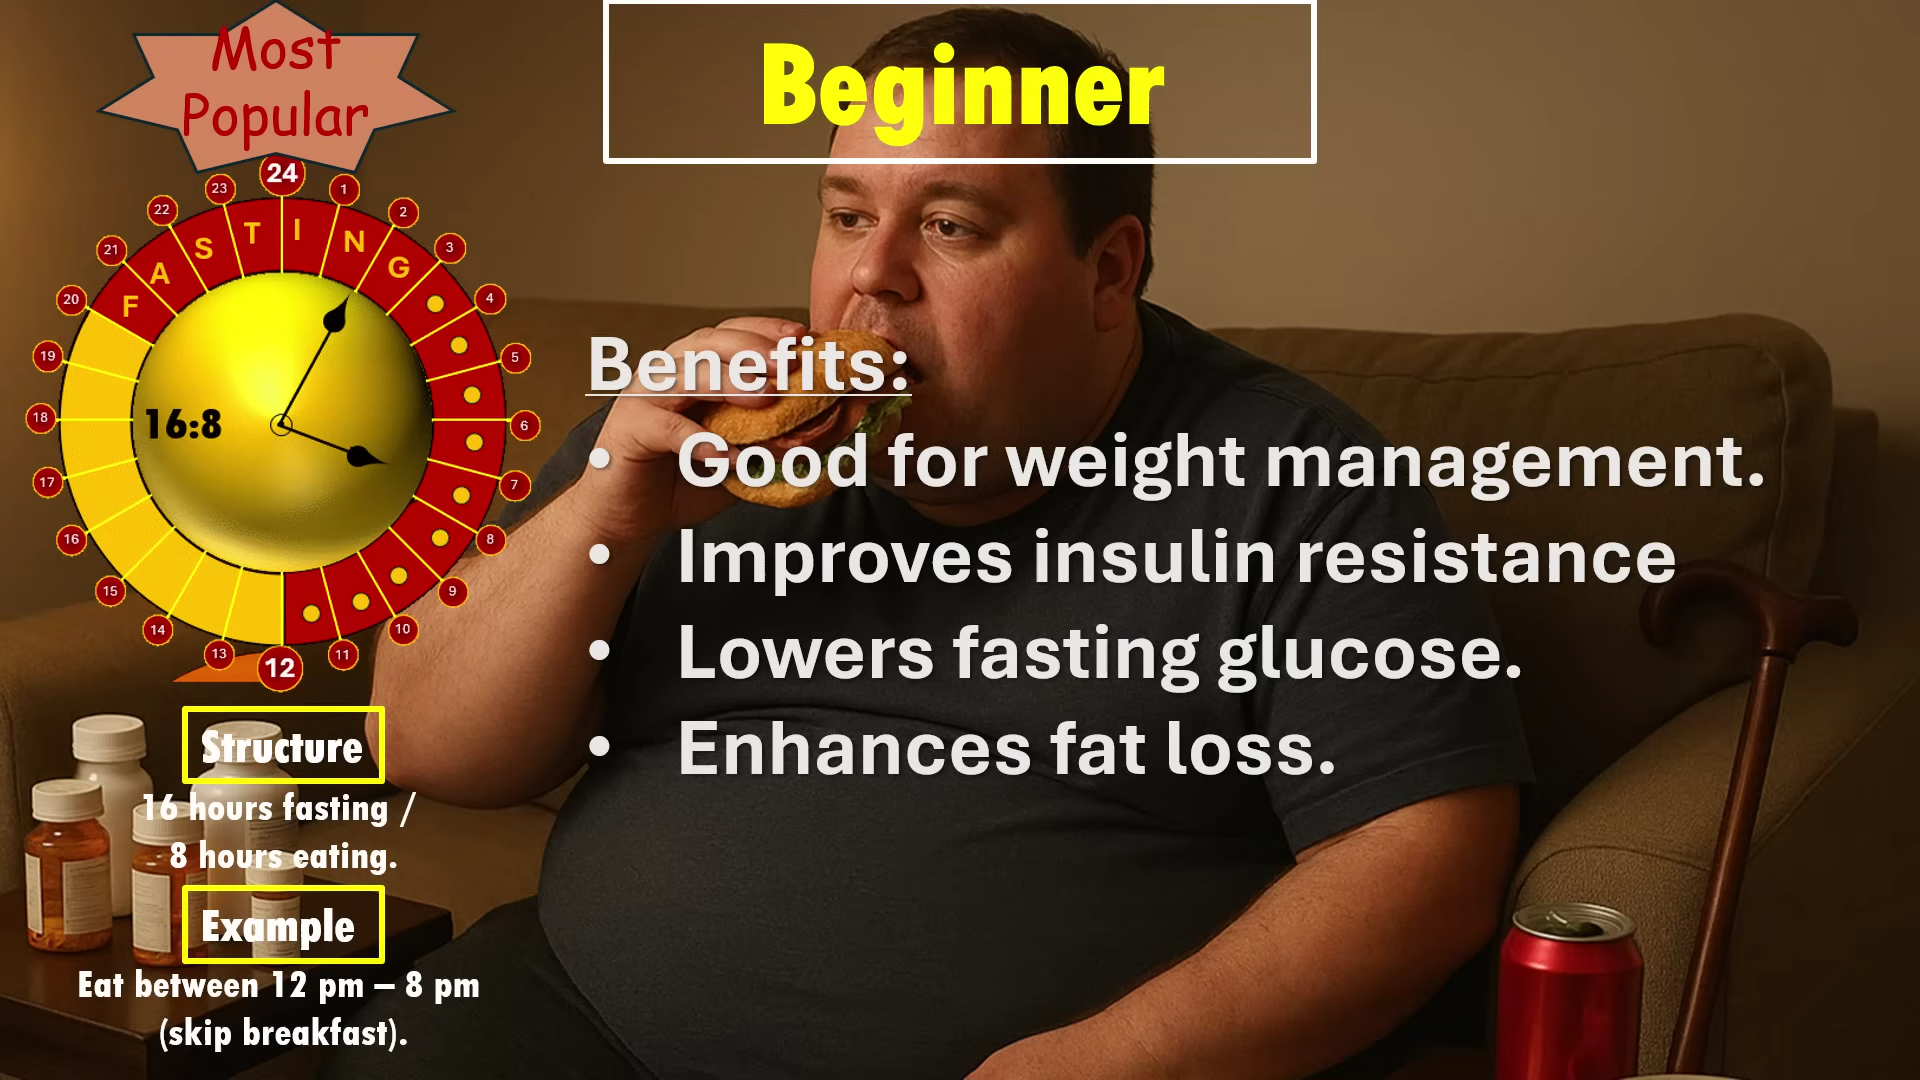 Most
Popular
Beginner
24
1
2
3
4
5
6
7
8
9
10
11
12
13
14
15
16
17
18
19
20
21
22
23
FASTING
16:8
Structure
16 hours fasting /
8 hours eating.
Example
Eat between 12 pm – 8 pm
(skip breakfast).
Benefits:
• Good for weight management.
• Improves insulin resistance
• Lowers fasting glucose.
• Enhances fat loss.